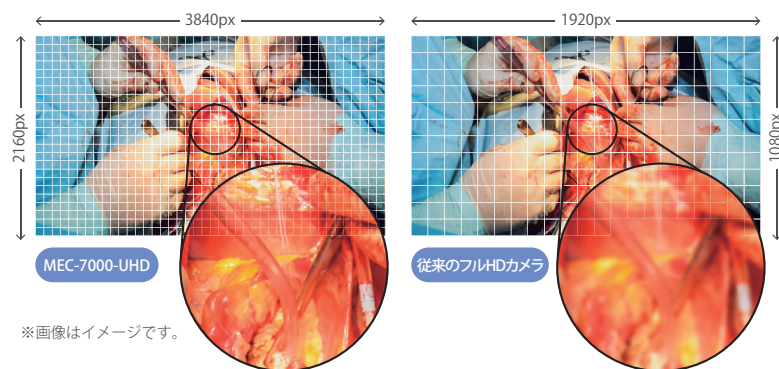 3840px
1920px
2160px
1080px
MEC-7000-UHD
従来のフルHDカメラ
※画像はイメージです。